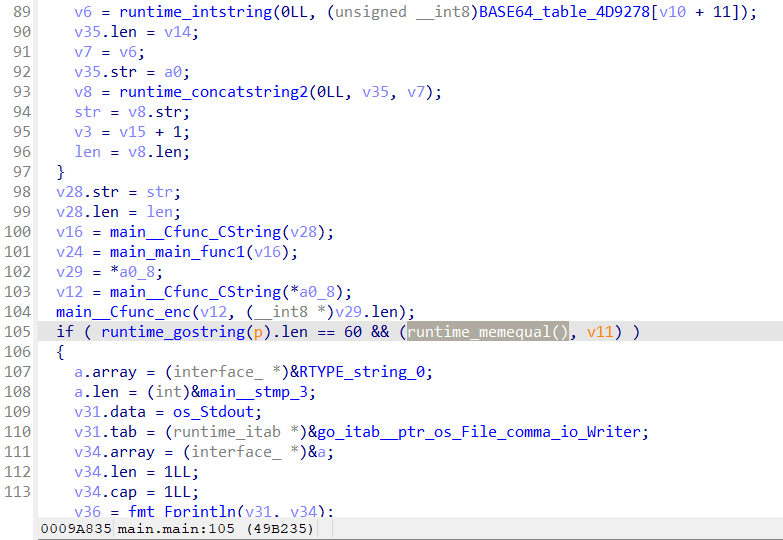 89 v6 = runtime_intstring(0LL, (unsigned __int8)BASE64_table_4D9278[v10 + 11]);
90 v35.len = v14;
91 v7 = v6;
92 v35.str = a0;
93 v8 = runtime_concatstring2(0LL, v35, v7);
94 str = v8.str;
95 v3 = v15 + 1;
96 len = v8.len;
97 }
98 v28.str = str;
99 v28.len = len;
100 v16 = main__Cfunc_CString(v28);
101 v24 = main_main_func1(v16);
102 v29 = *a0_8;
103 v12 = main__Cfunc_CString(*a0_8);
104 main__Cfunc_enc(v12, (__int8 *)v29.len);
105 if ( runtime_gostring(p).len == 60 && (runtime_memequal(), v11) )
106 {
107 a.array = (interface_ *)&RTYPE_string_0;
108 a.len = (int)&main__stmp_3;
109 v31.data = os_Stdout;
110 v31.tab = (runtime_itab *)&go_itab__ptr_os_File_comma_io_Writer;
111 v34.array = (interface_ *)&a;
112 v34.len = 1LL;
113 v34.cap = 1LL;
v36 = fmt_Fprintln(v31, v34);
0009A835 main.main:105 (49B235)